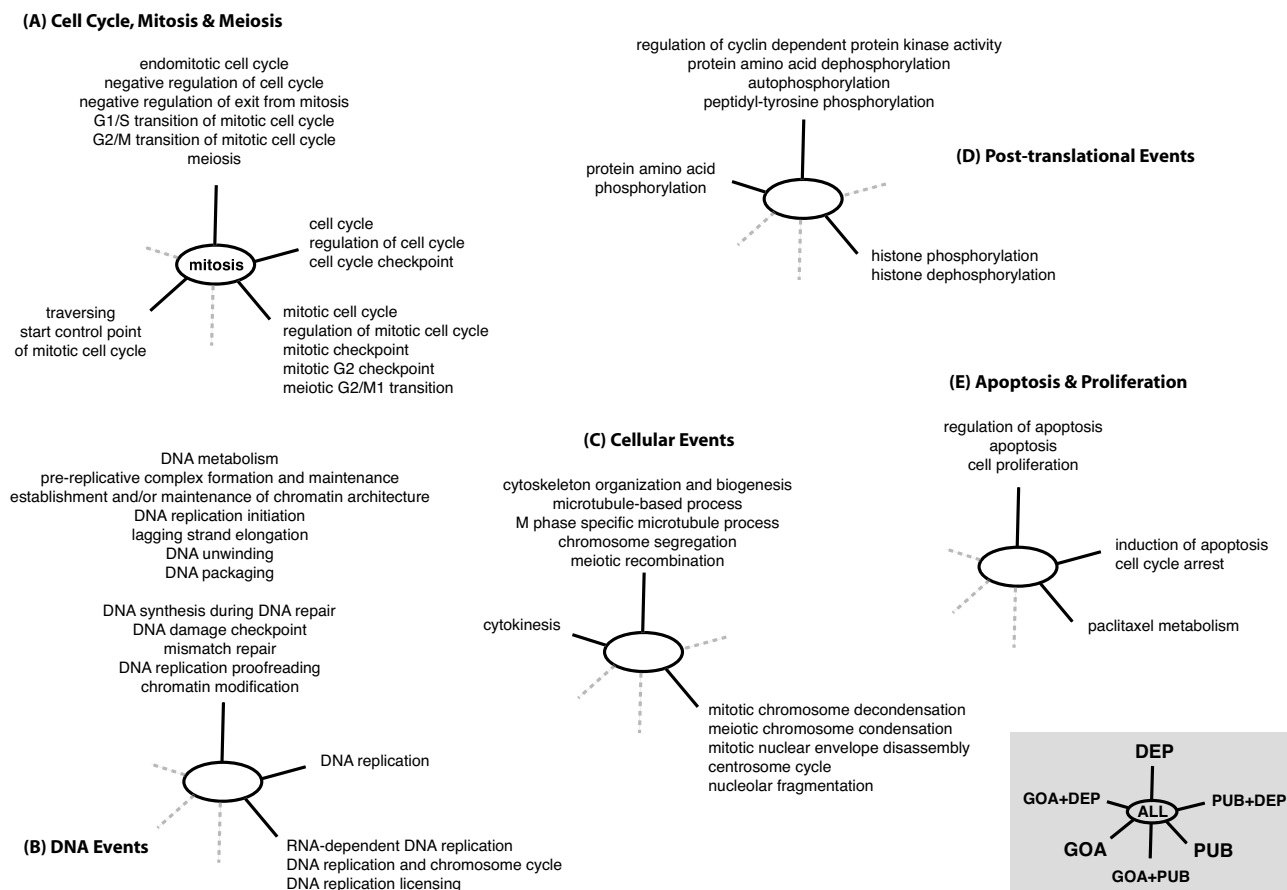 (A) Cell Cycle, Mitosis & Meiosis
endomitotic cell cycle
negative regulation of cell cycle
negative regulation of exit from mitosis
G1/S transition of mitotic cell cycle
G2/M transition of mitotic cell cycle
meiosis
cell cycle
regulation of cell cycle
cell cycle checkpoint
mitosis
traversing
start control point
of mitotic cell cycle
mitotic cell cycle
regulation of mitotic cell cycle
mitotic checkpoint
mitotic G2 checkpoint
meiotic G2/M1 transition
regulation of cyclin dependent protein kinase activity
protein amino acid dephosphorylation
autophosphorylation
peptidyl-tyrosine phosphorylation
(D) Post-translational Events
protein amino acid
phosphorylation
histone phosphorylation
histone dephosphorylation
(E) Apoptosis & Proliferation
regulation of apoptosis
apoptosis
cell proliferation
induction of apoptosis
cell cycle arrest
paclitaxel metabolism
(C) Cellular Events
cytoskeleton organization and biogenesis
microtubule-based process
M phase specific microtubule process
chromosome segregation
meiotic recombination
cytokinesis
mitotic chromosome decondensation
meiotic chromosome condensation
mitotic nuclear envelope disassembly
centrosome cycle
nucleolar fragmentation
DNA metabolism
pre-replicative complex formation and maintenance
establishment and/or maintenance of chromatin architecture
DNA replication initiation
lagging strand elongation
DNA unwinding
DNA packaging
DNA synthesis during DNA repair
DNA damage checkpoint
mismatch repair
DNA replication proofreading
chromatin modification
DNA replication
(B) DNA Events
RNA-dependent DNA replication
DNA replication and chromosome cycle
DNA replication licensing
DEP
GOA+DEP
PUB+DEP
ALL
GOA
PUB
GOA+PUB